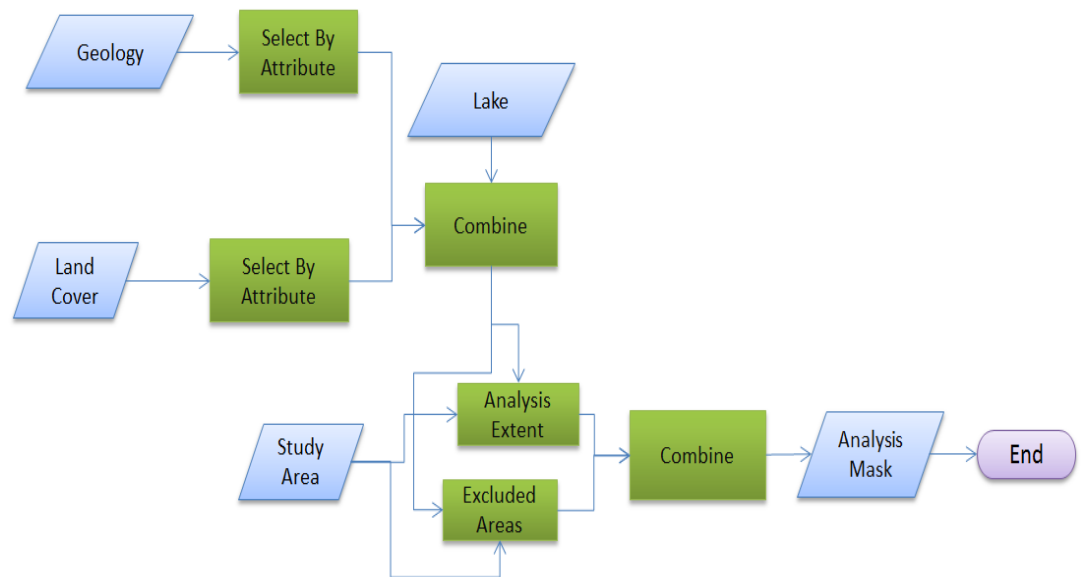 Geology
Select By
Attribute
Lake
Combine
Land
Cover
Select By
Attribute
Study
Area
Analysis
Extent
Excluded
Areas
Combine
Analysis
Mask
End